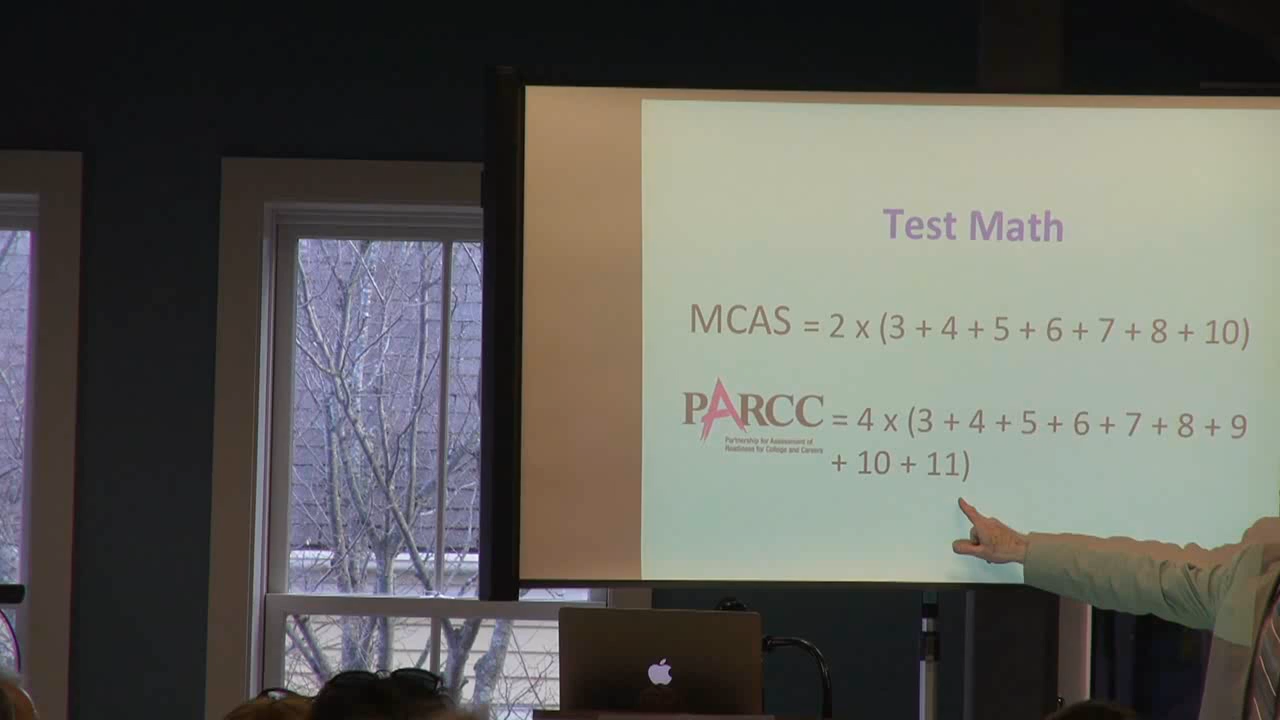 Test Math
MCAS = 2 x (3 + 4 + 5 + 6 + 7 + 8 + 10)
PARCC = 4 x (3 + 4 + 5 + 6 + 7 + 8 + 9
Partnership for Assessment of
Readiness for College and Careers
+ 10 + 11)